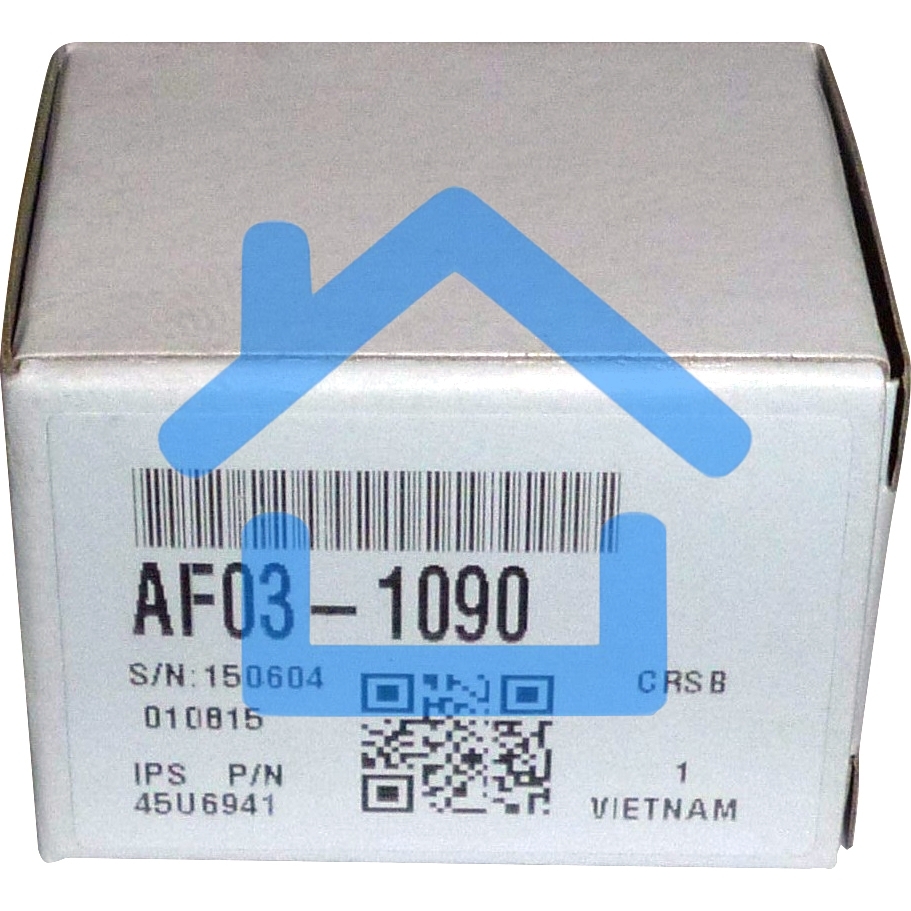 AF03-1090
S/N:150604 CRSB
010815
IPS P/N 1
45U6941 VIETNAM